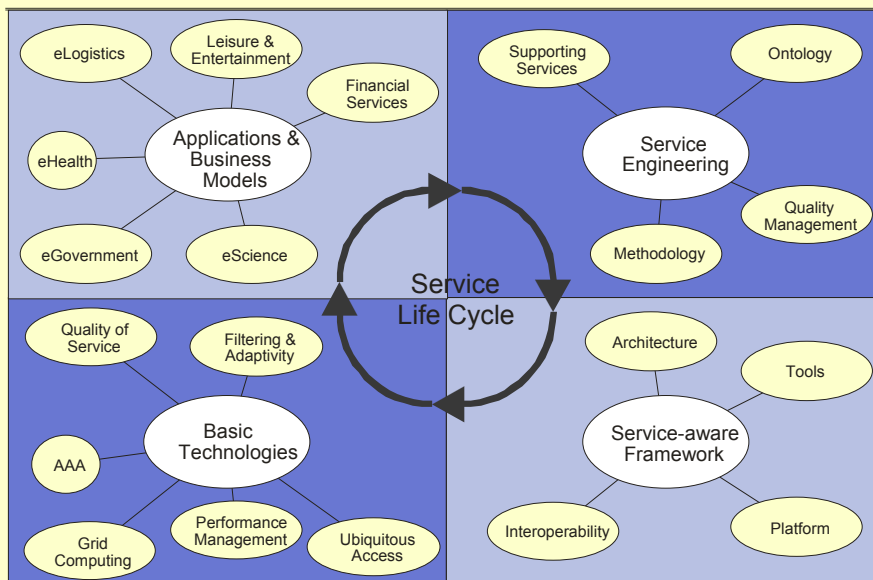 eLogistics
Leisure &
Entertainment
Financial
Services
Applications &
Business
Models
eHealth
eGovernment
eScience
Supporting
Services
Ontology
Service
Engineering
Quality
Management
Methodology
Service
Life Cycle
Quality of
Service
Filtering &
Adaptivity
Basic
Technologies
AAA
Grid
Computing
Performance
Management
Ubiquitous
Access
Architecture
Tools
Service-aware
Framework
Interoperability
Platform